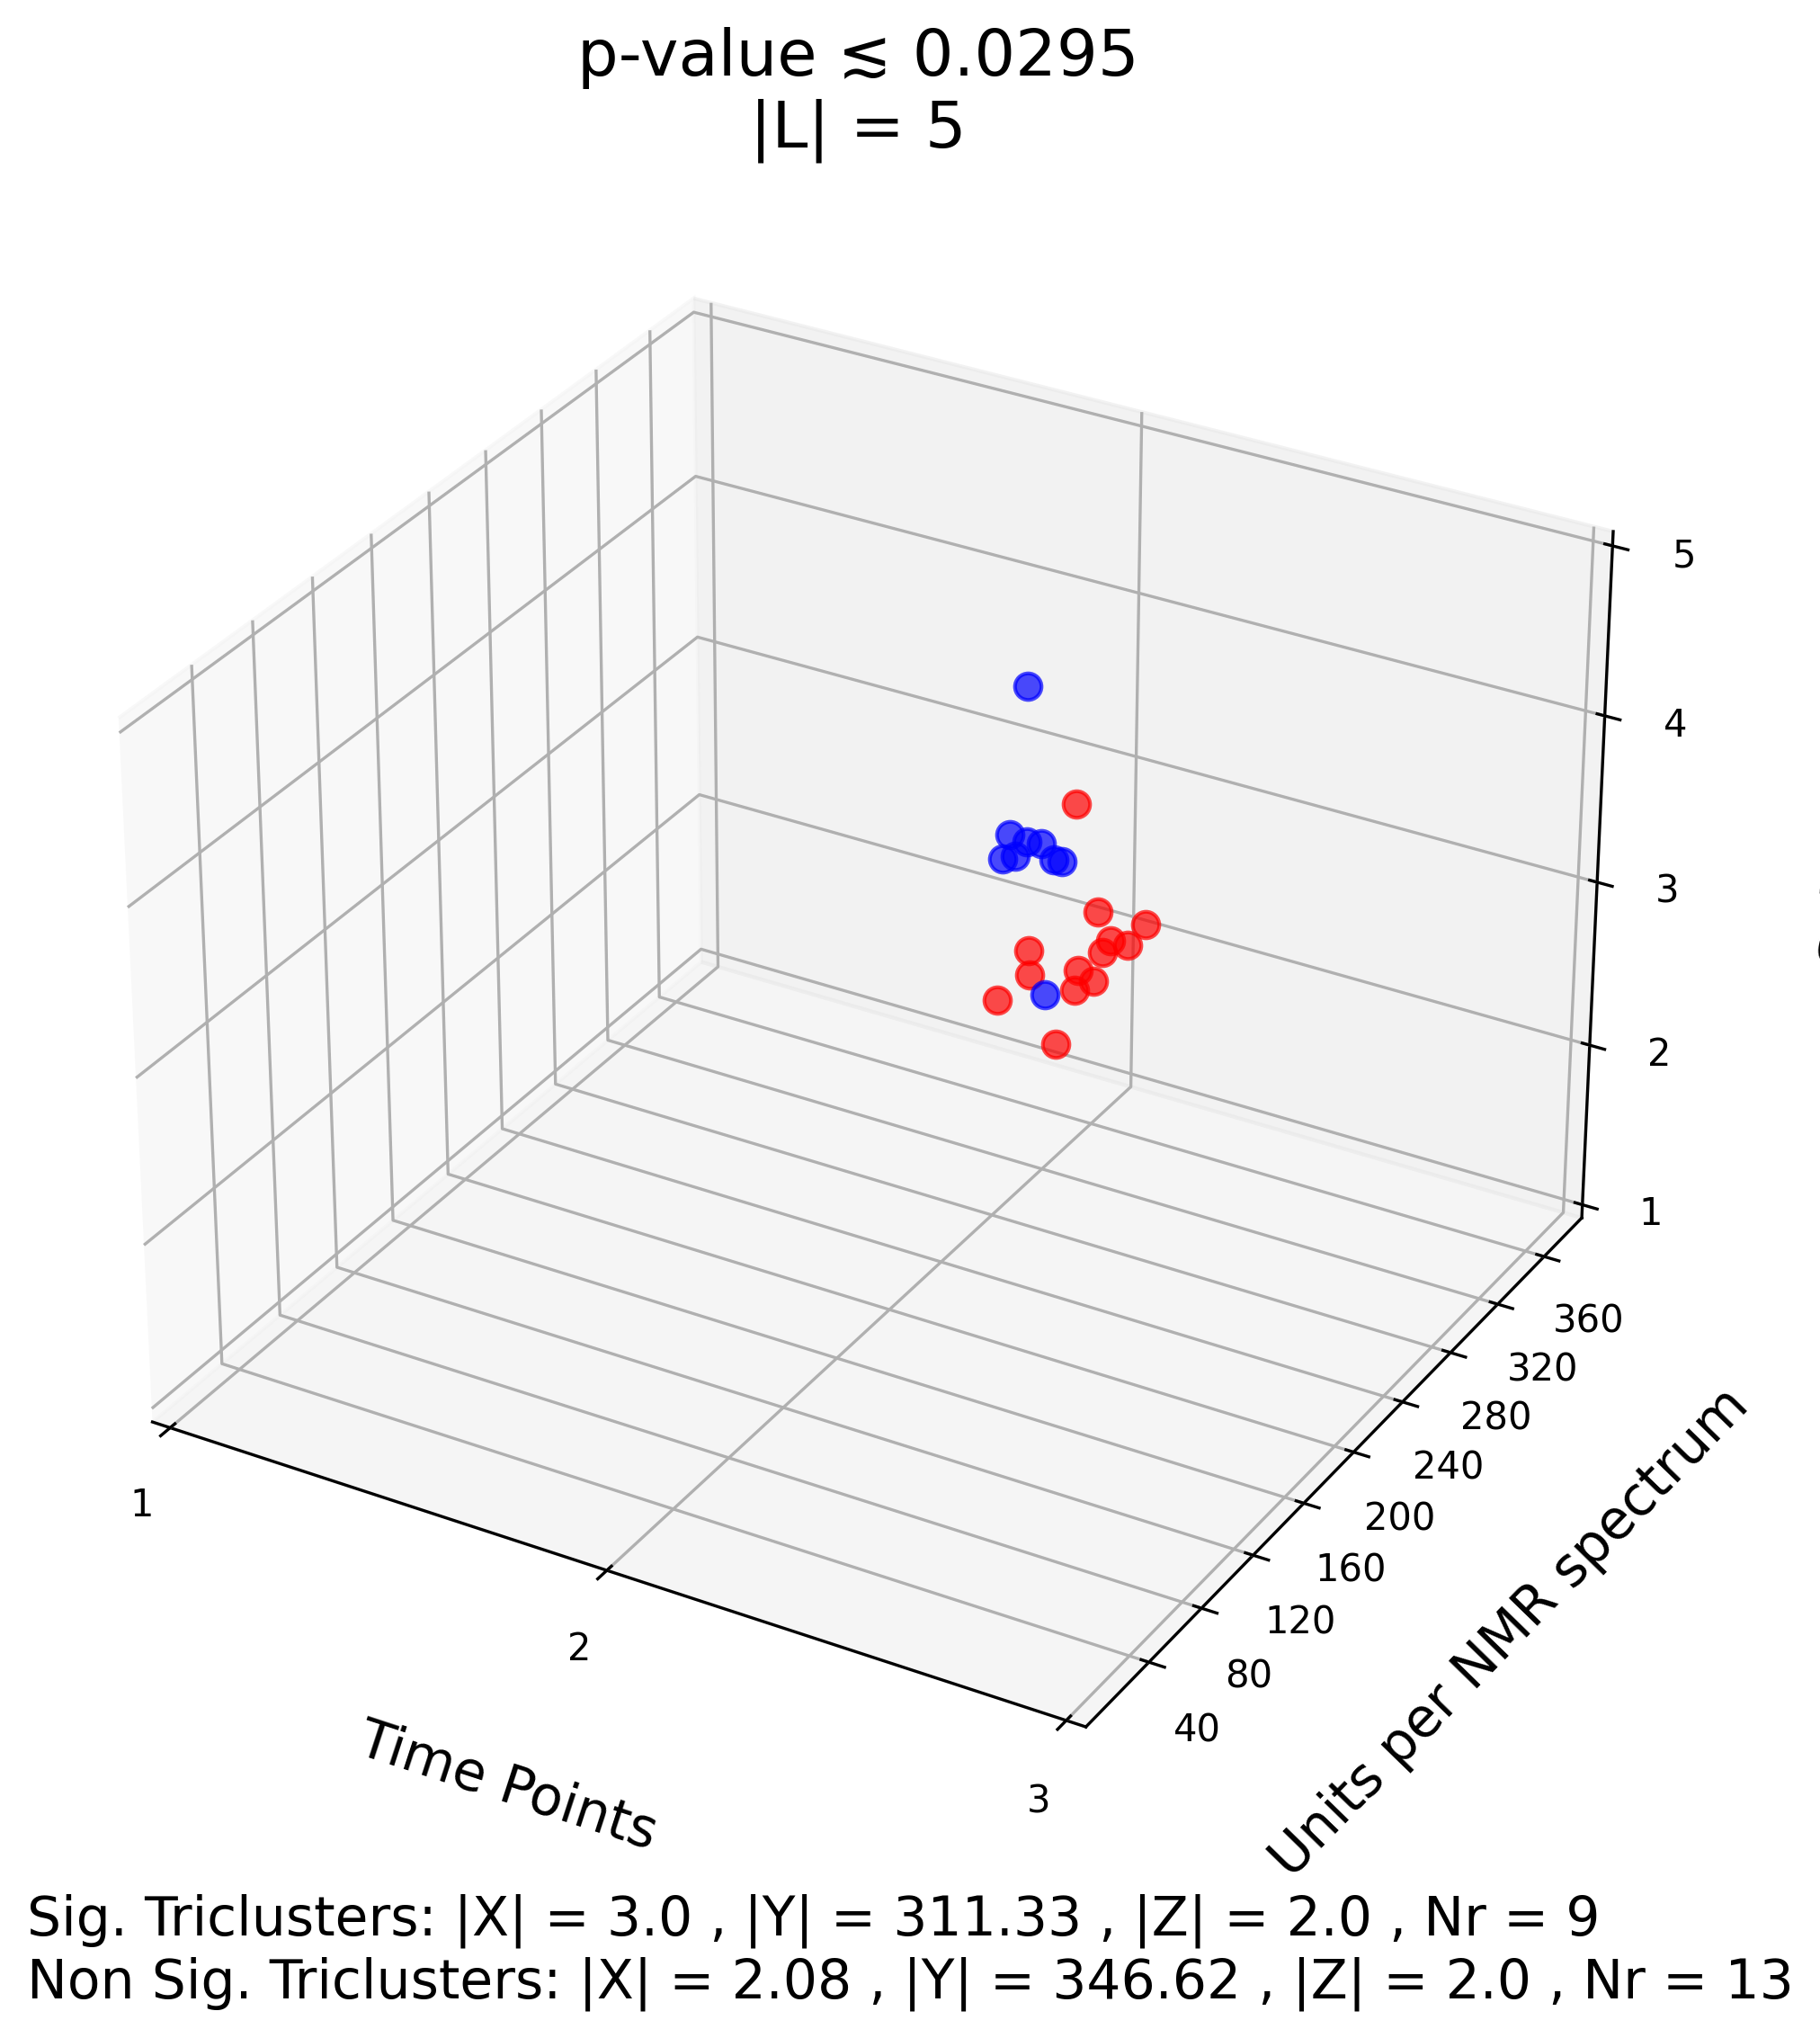 p-value ⪅ 0.0295
|L| = 5
5
4
3
2
1
360
320
280
240
200
160
120
80
40
1
2
3
Time Points
Units per NMR spectrum
Sig. Triclusters: |X| = 3.0 , |Y| = 311.33 , |Z| = 2.0 , Nr = 9
Non Sig. Triclusters: |X| = 2.08 , |Y| = 346.62 , |Z| = 2.0 , Nr = 13